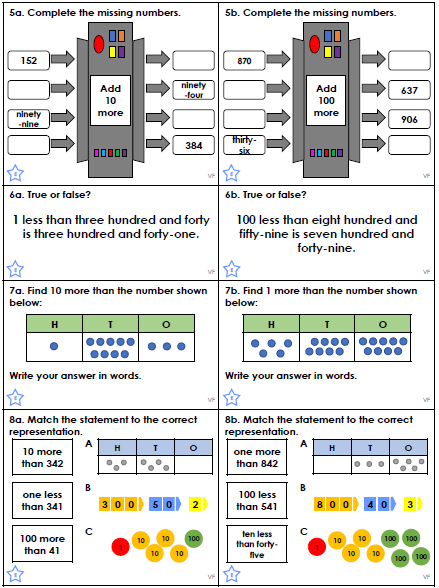 5a. Complete the missing numbers.
152
ninety
-nine
Add
10
more
ninety
-four
384
E
VF
5b. Complete the missing numbers.
870
thirty-
six
Add
100
more
637
906
E
VF
6a. True or false?
1 less than three hundred and forty
is three hundred and forty-one.
E
VF
6b. True or false?
100 less than eight hundred and
fifty-nine is seven hundred and
forty-nine.
E
VF
7a. Find 10 more than the number shown
below:
H T O
Write your answer in words.
E
VF
7b. Find 1 more than the number shown
below:
H T O
Write your answer in words.
E
VF
8a. Match the statement to the correct
representation.
10 more
than 342
one less
than 341
100 more
than 41
A
H T O
B
3 0 0 5 0 2
C
1 10 10 10 10 100
E
VF
8b. Match the statement to the correct
representation.
one more
than 842
100 less
than 541
ten less
than forty-
five
A
H T O
B
8 0 0 4 0 3
C
1 10 10 10 10 100 100 100 100
E
VF